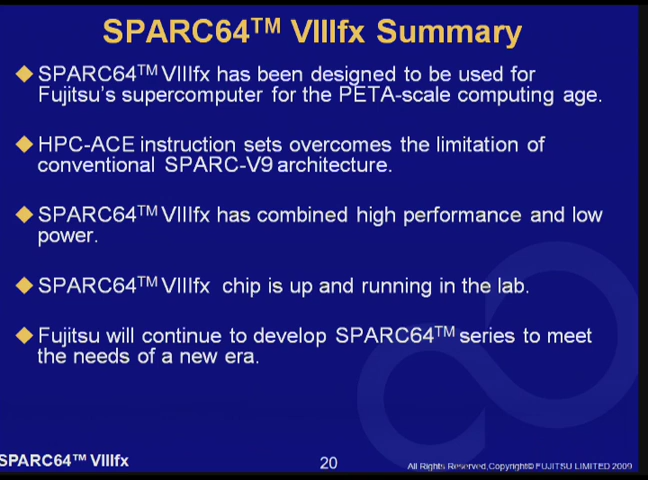 SPARC64™ VIIIfx Summary
◆ SPARC64™ VIIIfx has been designed to be used for
Fujitsu's supercomputer for the PETA-scale computing age.
◆ HPC-ACE instruction sets overcomes the limitation of
conventional SPARC-V9 architecture.
◆ SPARC64™ VIIIfx has combined high performance and low
power.
◆ SPARC64™ VIIIfx chip is up and running in the lab.
◆ Fujitsu will continue to develop SPARC64™ series to meet
the needs of a new era.
SPARC64™ VIIIfx
20
All Rights Reserved,Copyright© FUJITSU LIMITED 2009